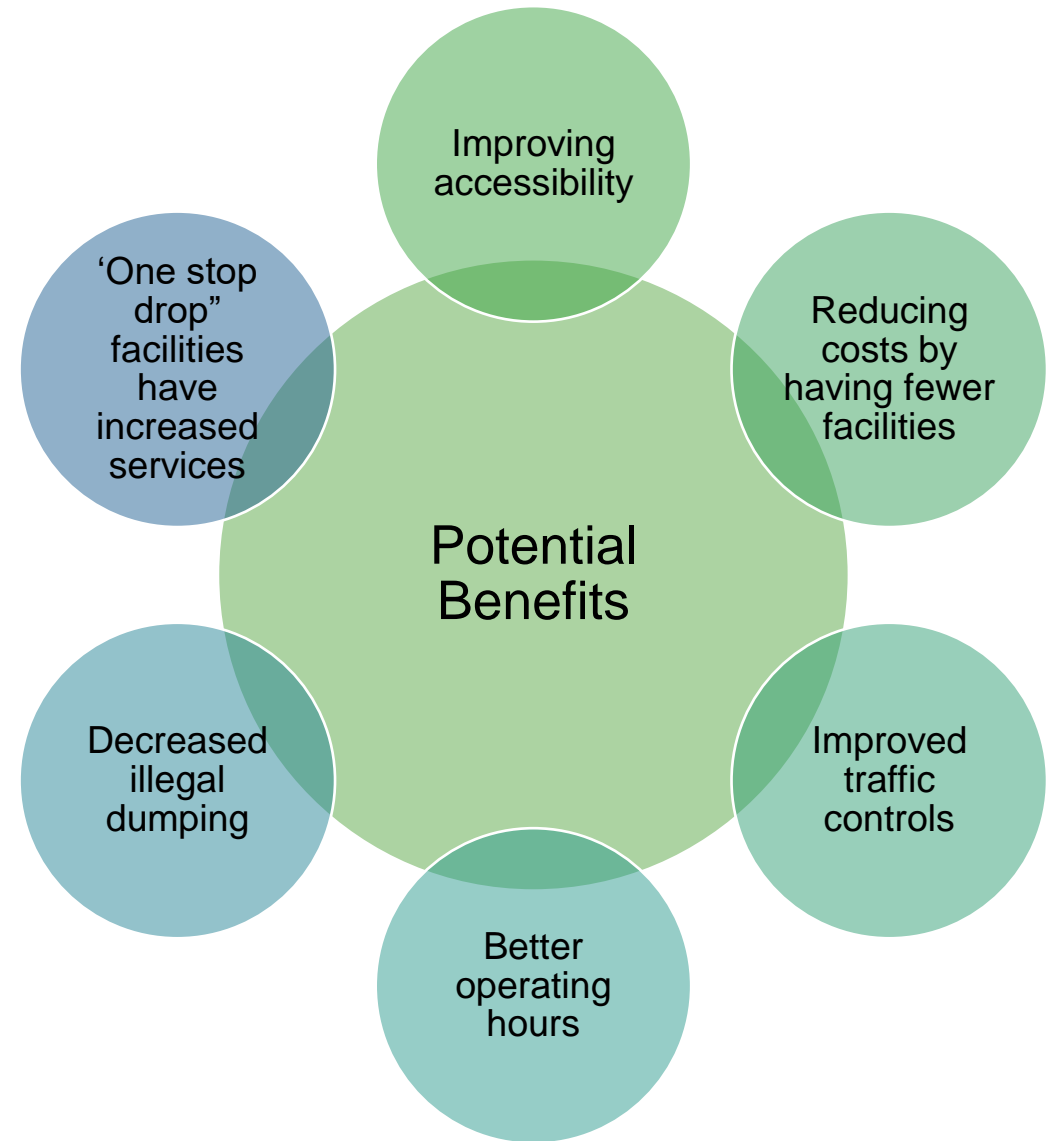 Improving
accessibility
Reducing
costs by
having fewer
facilities
Improved
traffic
controls
Better
operating
hours
Decreased
illegal
dumping
‘One stop
drop”
facilities
have
increased
services
Potential
Benefits